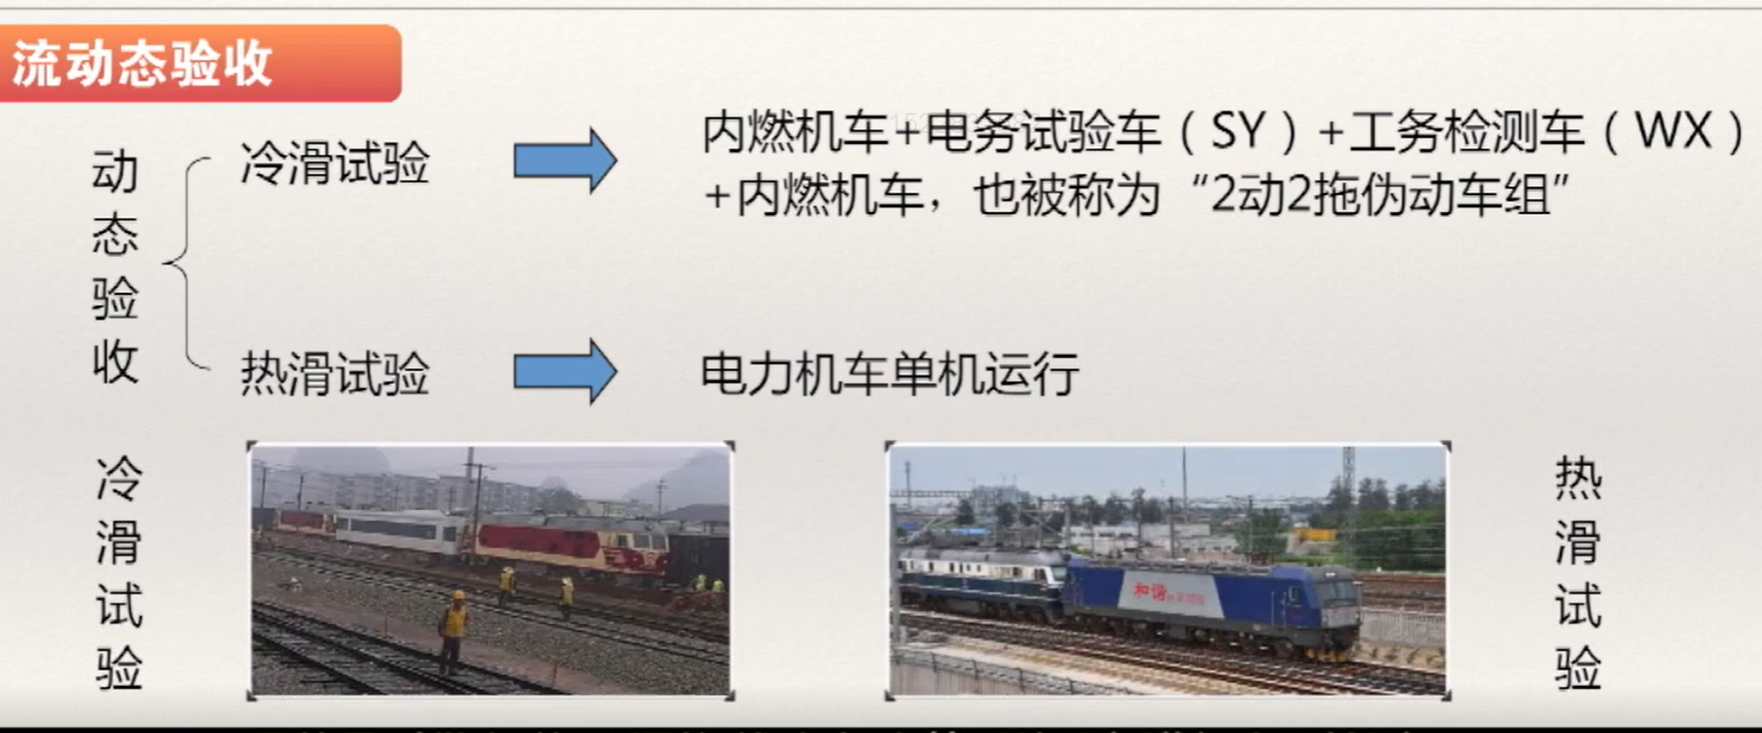 流动态验收
动态验收
冷滑试验
内燃机车+电务试验车（SY）+工务检测车（WX）
+内燃机车，也被称为“2动2拖伪动车组”
热滑试验
电力机车单机运行
冷滑试验
和谐
热滑试验